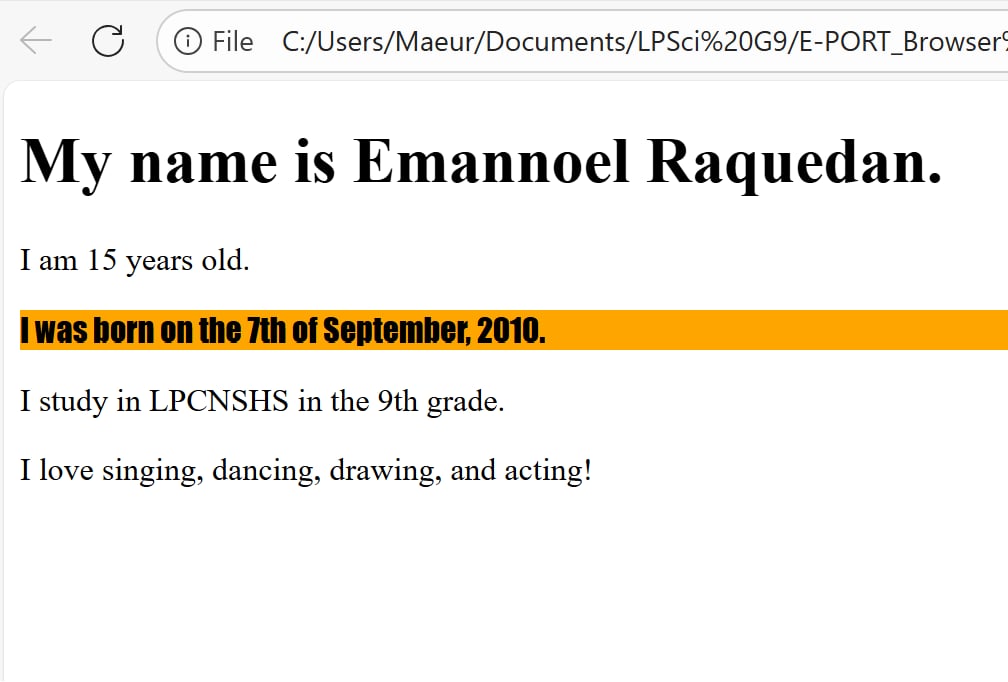 File C:/Users/Maeur/Documents/LPSci%20G9/E-PORT_Browser%
My name is Emannoel Raquedan.
I am 15 years old.
I was born on the 7th of September, 2010.
I study in LPCNSHS in the 9th grade.
I love singing, dancing, drawing, and acting!